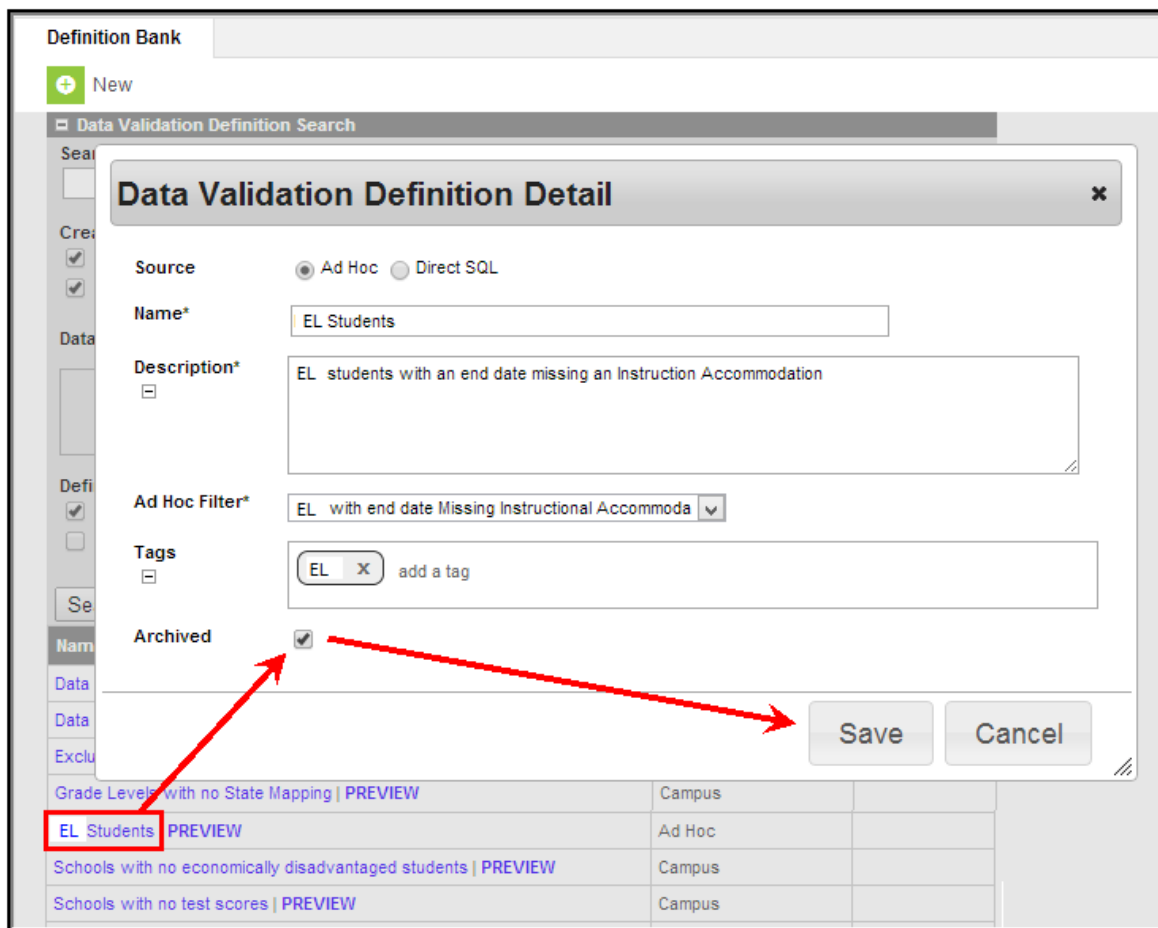 Definition Bank
New
Data Validation Definition Search
Sear
Data Validation Definition Detail
Crea
Source Ad Hoc Direct SQL
Name* EL Students
Data
Description* EL students with an end date missing an Instruction Accommodation
Defi
Ad Hoc Filter* EL with end date Missing Instructional Accommoda
Tags EL x add a tag
Se
Archived
Nam
Data
Data
Save Cancel
Exclu
Grade Levels with no State Mapping | PREVIEW Campus
EL Students PREVIEW Ad Hoc
Schools with no economically disadvantaged students | PREVIEW Campus
Schools with no test scores | PREVIEW Campus